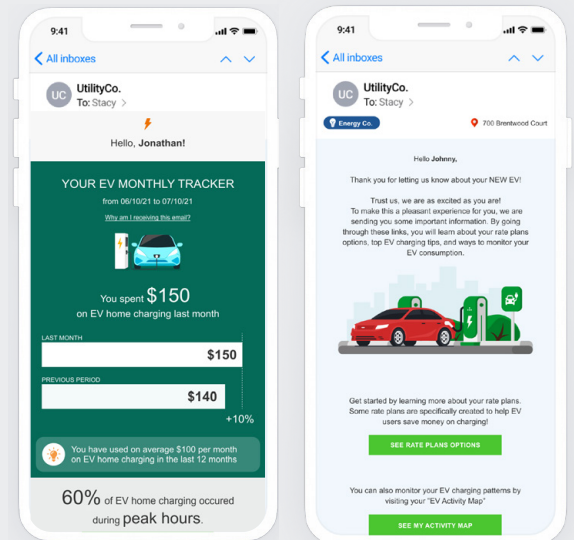 9:41
All inboxes
UC
UtilityCo.
To: Stacy >
Hello, Jonathan!
YOUR EV MONTHLY TRACKER
from 06/10/21 to 07/10/21
Why am I receiving this email?
You spent $150
on EV home charging last month
LAST MONTH
$150
PREVIOUS PERIOD
$140
+10%
You have used on average $100 per month
on EV home charging in the last 12 months
60% of EV home charging occured
during peak hours.
9:41
All inboxes
UC
UtilityCo.
To: Stacy >
Energy Co.
700 Brentwood Court
Hello Johnny,
Thank you for letting us know about your NEW EV!
Trust us, we are as excited as you are!
To make this a pleasant experience for you, we are
sending you some important information. By going
through these links, you will learn about your rate plans
options, top EV charging tips, and ways to monitor your
EV consumption.
Get started by learning more about your rate plans.
Some rate plans are specifically created to help EV
users save money on charging!
SEE RATE PLANS OPTIONS
You can also monitor your EV charging patterns by
visiting your "EV Activity Map"
SEE MY ACTIVITY MAP